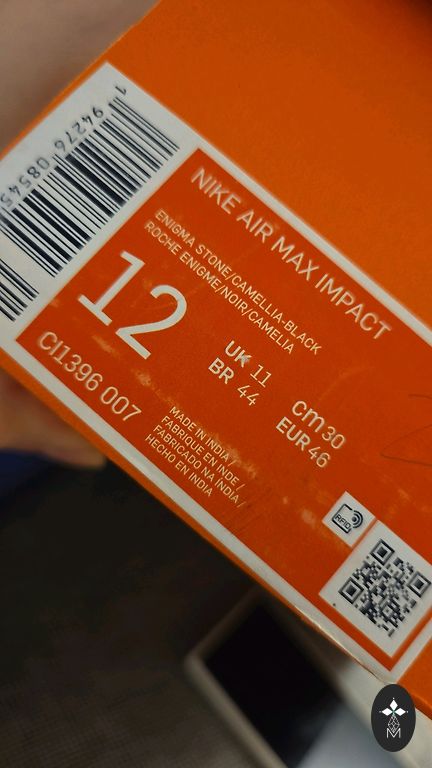 1 94276 08545
NIKE AIR MAX IMPACT
ENIGMA STONE/CAMELLIA-BLACK
ROCHE ENIGME/NOIR/CAMELIA
12
UK 11
BR 44
cm 30
EUR 46
CI1396 007
MADE IN INDIA /
FABRIQUE EN INDE /
FABRICADO NA ÍNDIA /
HECHO EN INDIA
RFID
M